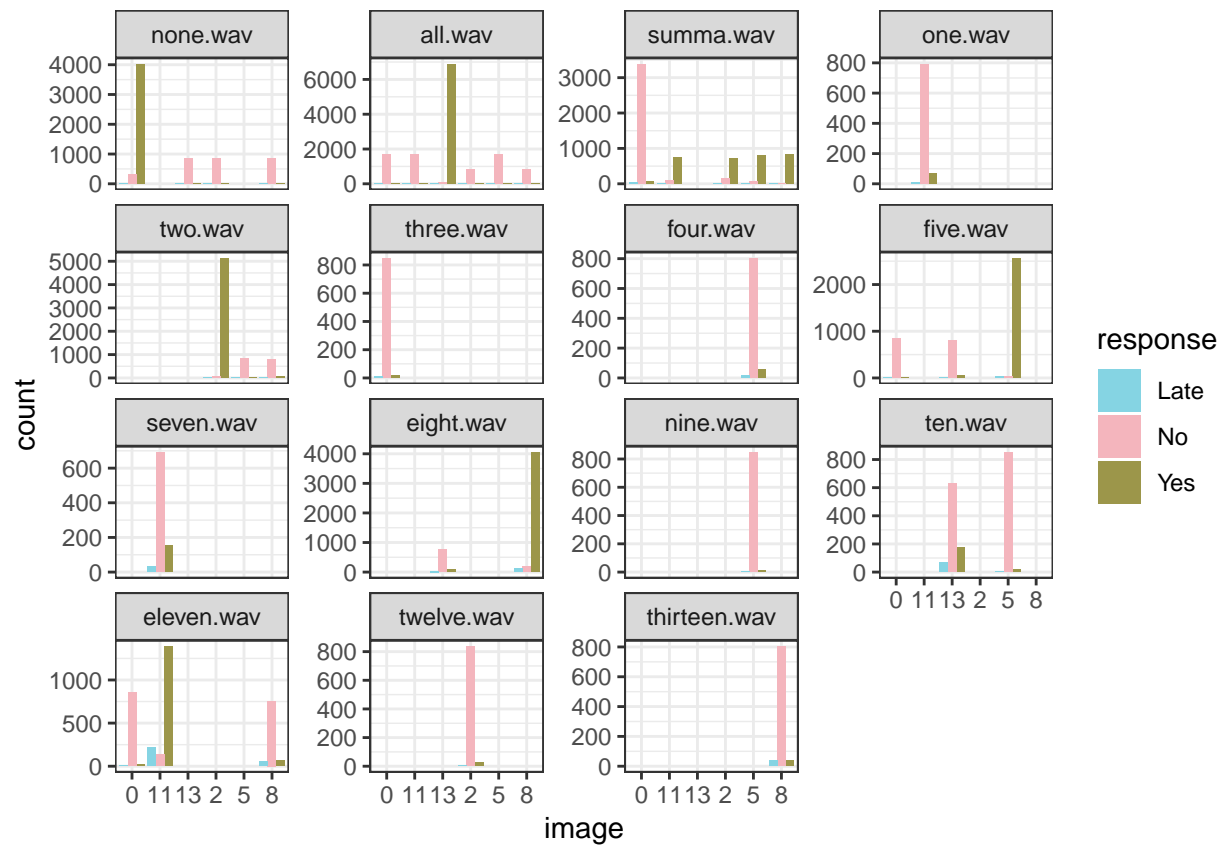 none.wav
all.wav
summa.wav
one.wav
4000
3000
2000
1000
0
6000
4000
2000
0
3000
2000
1000
0
800
600
400
200
0
two.wav
three.wav
four.wav
five.wav
5000
4000
3000
2000
1000
0
800
600
400
200
0
800
600
400
200
0
2000
1000
0
seven.wav
eight.wav
nine.wav
ten.wav
600
400
200
0
4000
3000
2000
1000
0
800
600
400
200
0
800
600
400
200
0
0 11 13 2 5 8
eleven.wav
twelve.wav
thirteen.wav
1000
500
0
800
600
400
200
0
800
600
400
200
0
0 11 13 2 5 8
0 11 13 2 5 8
0 11 13 2 5 8
image
count
response
Late
No
Yes